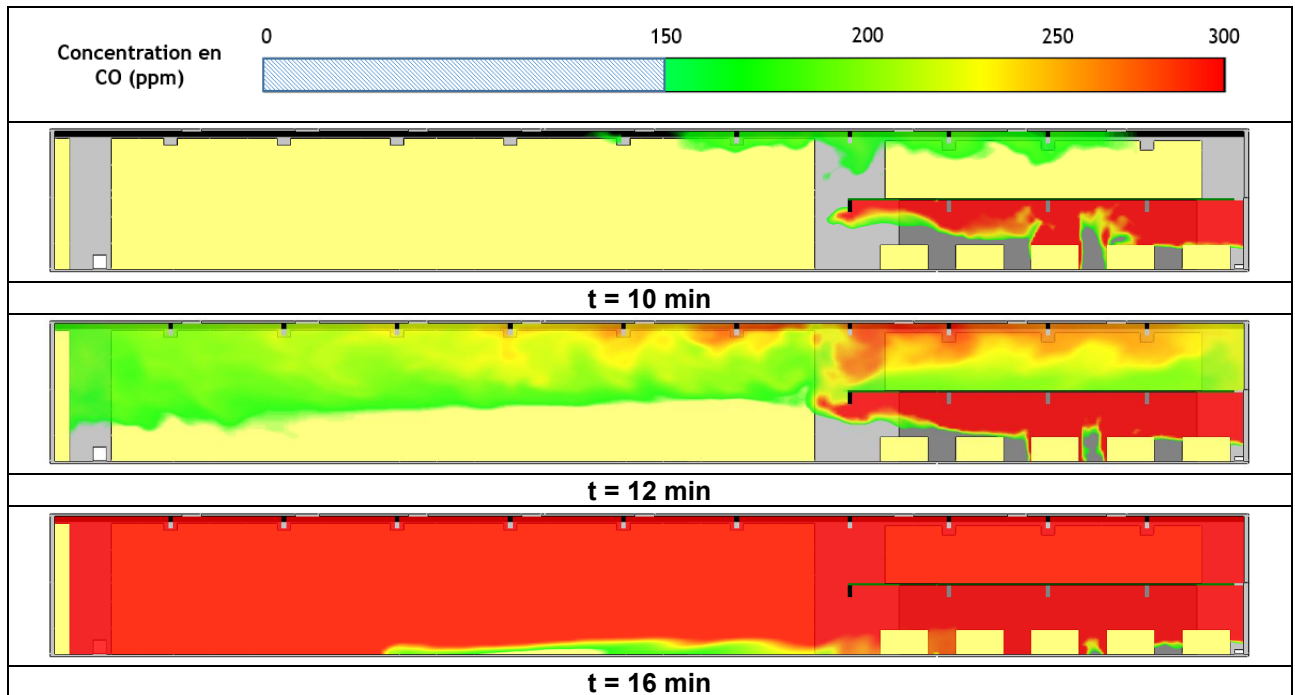 Concentration en
CO (ppm)
0 150 200 250 300
t = 10 min
t = 12 min
t = 16 min